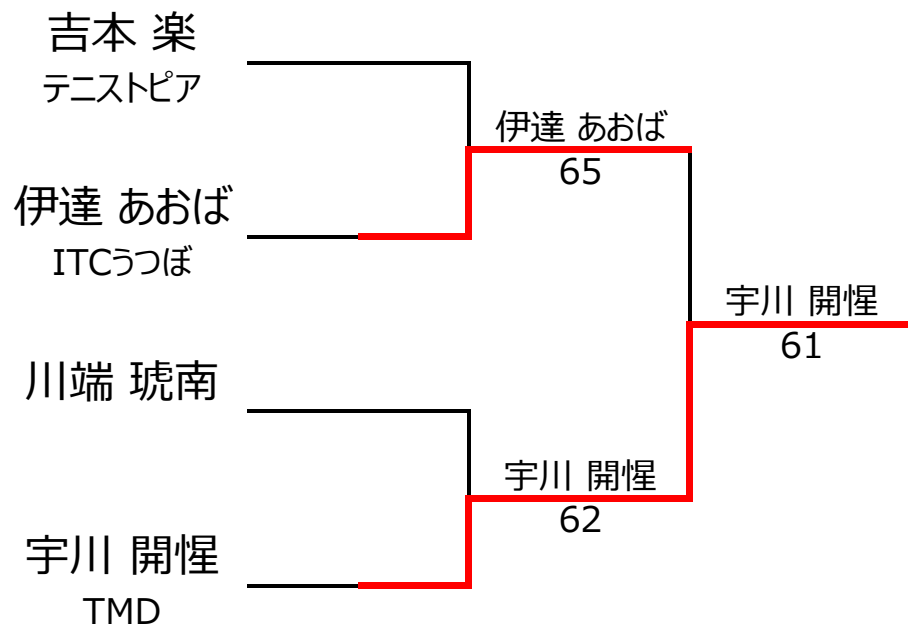 吉本 楽
テニストピア
伊達 あおば
65
伊達 あおば
ITCうつぼ
宇川 開惺
61
川端 琥南
宇川 開惺
62
宇川 開惺
TMD